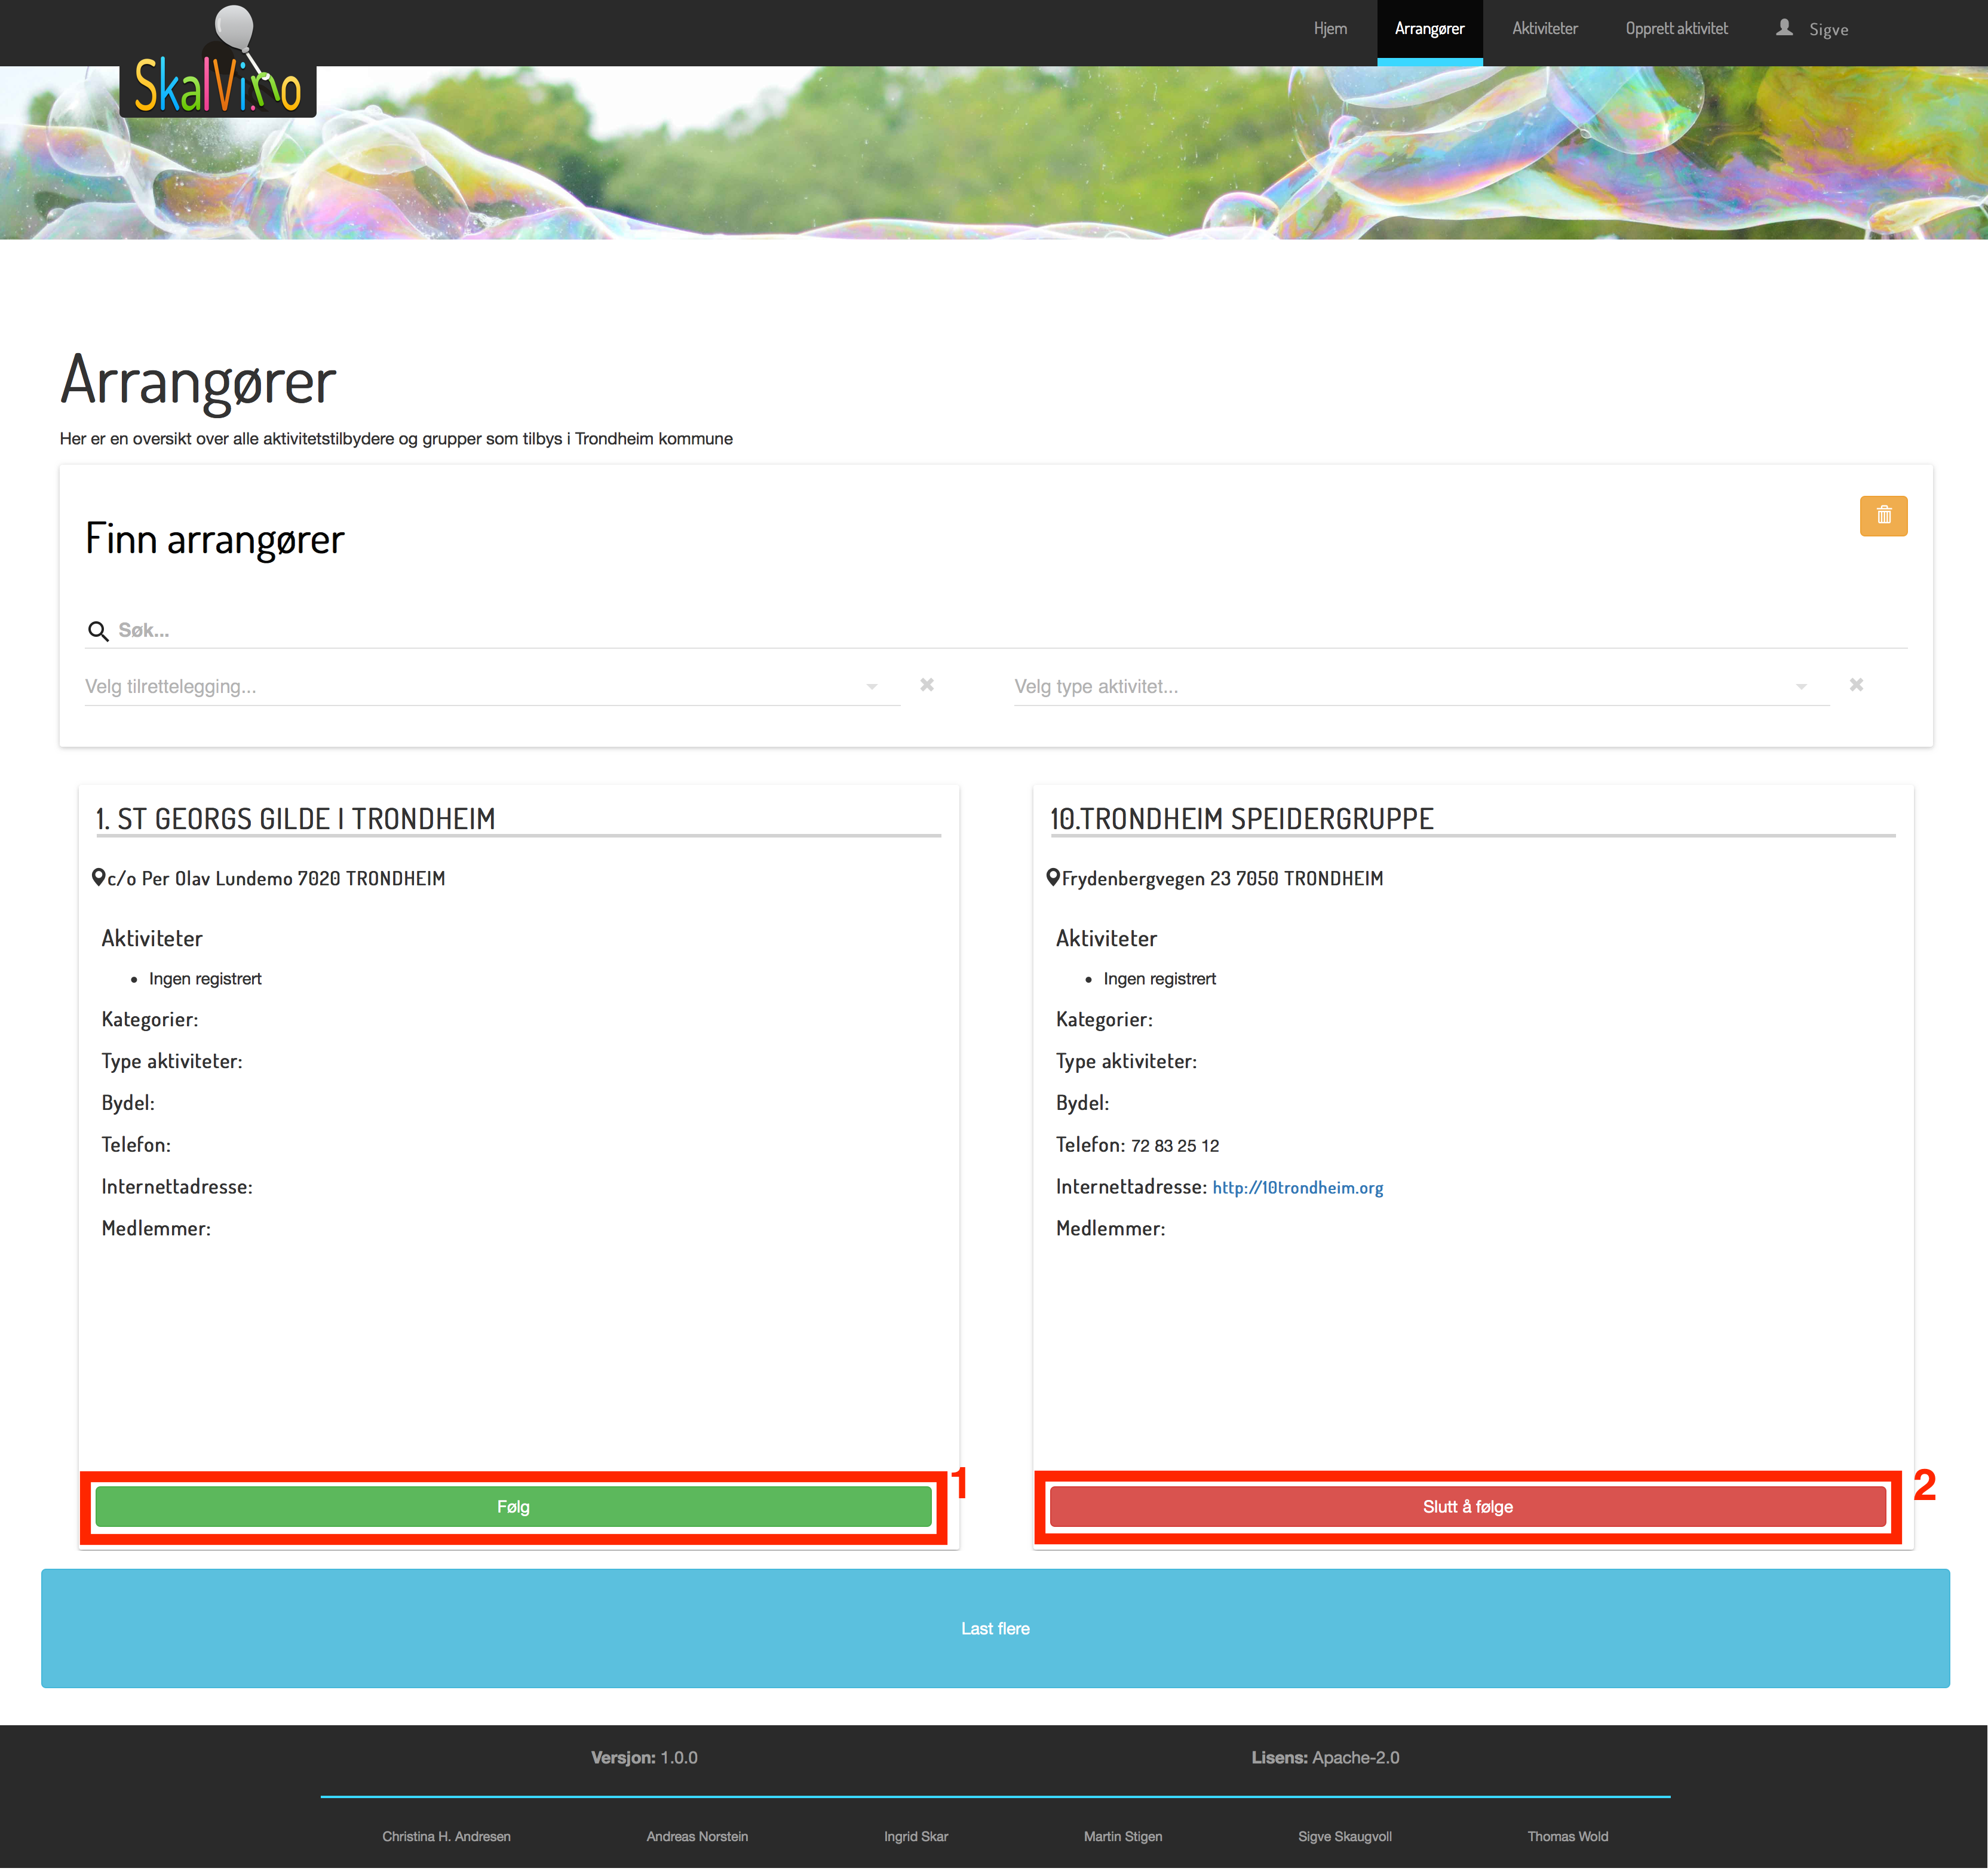 SkalVi.no
Hjem Arrangører Aktiviteter Opprett aktivitet Sigve
Arrangører
Her er en oversikt over alle aktivitetstilbydere og grupper som tilbys i Trondheim kommune
Finn arrangører
Søk...
Velg tilrettelegging... Velg type aktivitet...
1. ST GEORGS GILDE I TRONDHEIM
c/o Per Olav Lundemo 7020 TRONDHEIM
Aktiviteter
• Ingen registrert
Kategorier:
Type aktiviteter:
Bydel:
Telefon:
Internettadresse:
Medlemmer:
Følg
1
10.TRONDHEIM SPEIDERGRUPPE
Frydenbergvegen 23 7050 TRONDHEIM
Aktiviteter
• Ingen registrert
Kategorier:
Type aktiviteter:
Bydel:
Telefon: 72 83 25 12
Internettadresse: http://10trondheim.org
Medlemmer:
Slutt å følge
2
Last flere
Versjon: 1.0.0 Lisens: Apache-2.0
Christina H. Andresen Andreas Norstein Ingrid Skar Martin Stigen Sigve Skaugvoll Thomas Wold